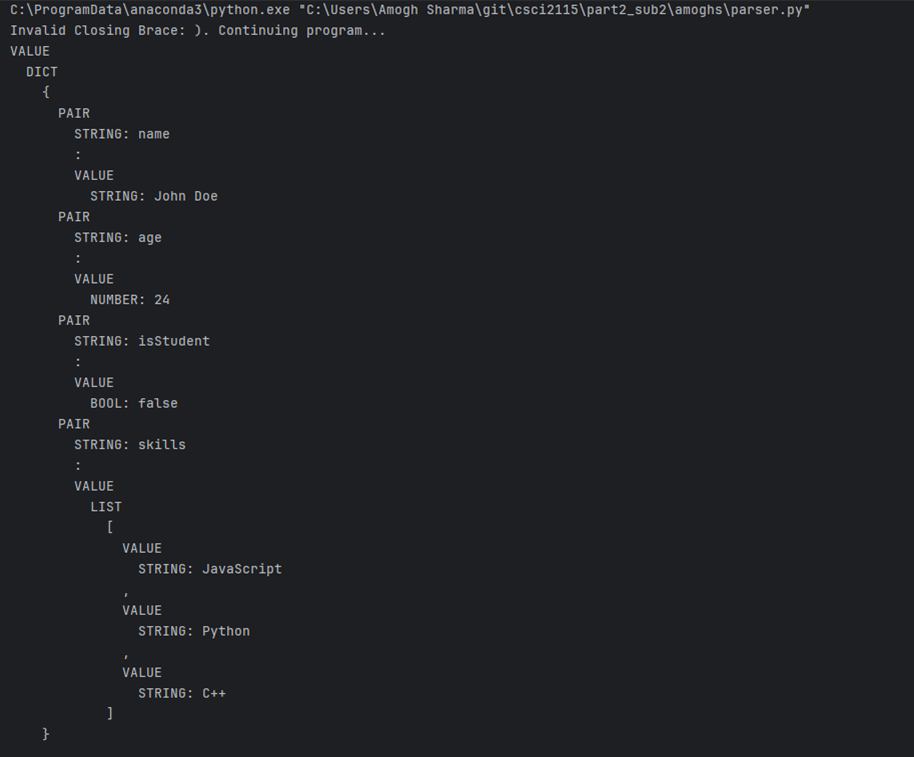 C:\ProgramData\anaconda3\python.exe "C:\Users\Amogh Sharma\git\csci2115\part2_sub2\amoghs\parser.py"
Invalid Closing Brace: ). Continuing program...
VALUE
  DICT
    {
      PAIR
        STRING: name
        :
        VALUE
          STRING: John Doe
      PAIR
        STRING: age
        :
        VALUE
          NUMBER: 24
      PAIR
        STRING: isStudent
        :
        VALUE
          BOOL: false
      PAIR
        STRING: skills
        :
        VALUE
          LIST
            [
              VALUE
                STRING: JavaScript
              ,
              VALUE
                STRING: Python
              ,
              VALUE
                STRING: C++
            ]
    }